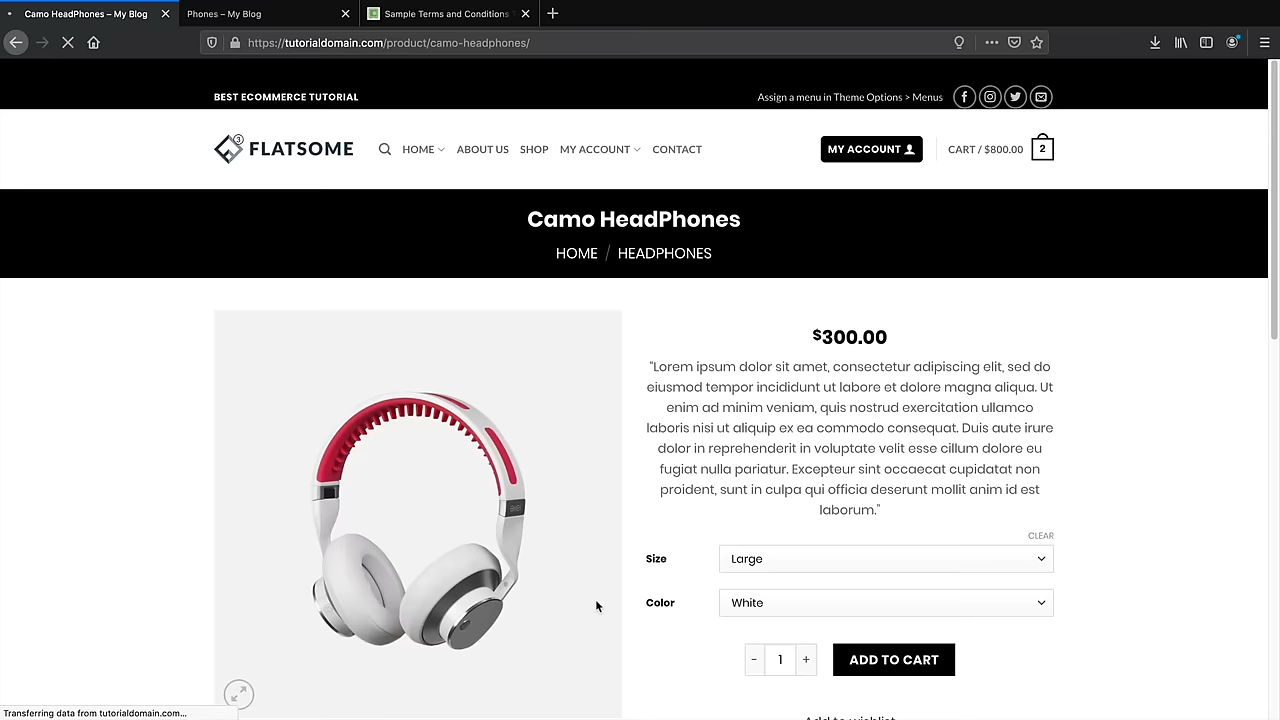 Camo HeadPhones – My Blog
Phones – My Blog
Sample Terms and Conditions
https://tutorialdomain.com/product/camo-headphones/
BEST ECOMMERCE TUTORIAL
Assign a menu in Theme Options > Menus
3
FLATSOME
HOME
ABOUT US
SHOP
MY ACCOUNT
CONTACT
MY ACCOUNT
CART / $800.00
2
Camo HeadPhones
HOME / HEADPHONES
$300.00
"Lorem ipsum dolor sit amet, consectetur adipiscing elit, sed do
eiusmod tempor incididunt ut labore et dolore magna aliqua. Ut
enim ad minim veniam, quis nostrud exercitation ullamco
laboris nisi ut aliquip ex ea commodo consequat. Duis aute irure
dolor in reprehenderit in voluptate velit esse cillum dolore eu
fugiat nulla pariatur. Excepteur sint occaecat cupidatat non
proident, sunt in culpa qui officia deserunt mollit anim id est
laborum."
CLEAR
Size
Large
Color
White
- 1 +
ADD TO CART
Add to wishlist
Transferring data from tutorialdomain.com...